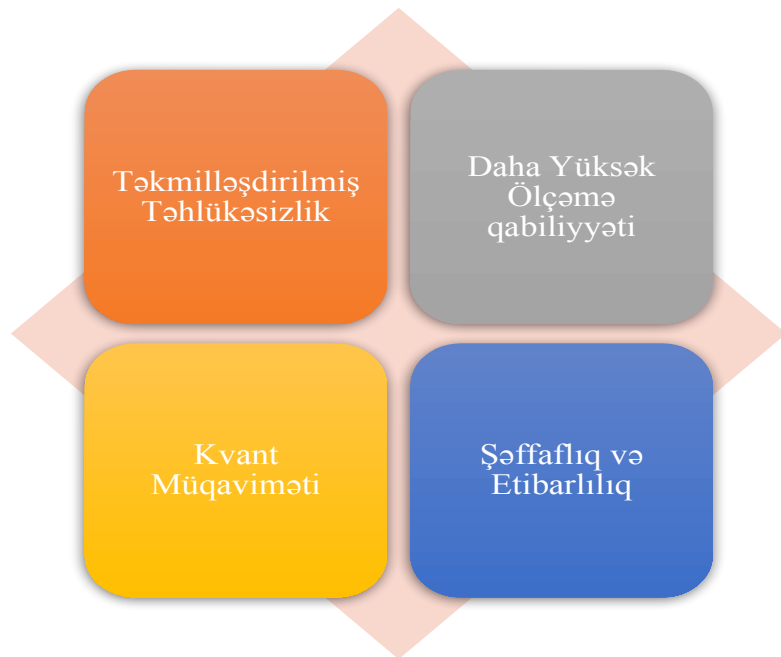 Təkmilləşdirilmiş
Təhlükəsizlik
Daha Yüksək
Ölçəmə
qabiliyyəti
Kvant
Müqaviməti
Şəffaflıq və
Etibarlılıq